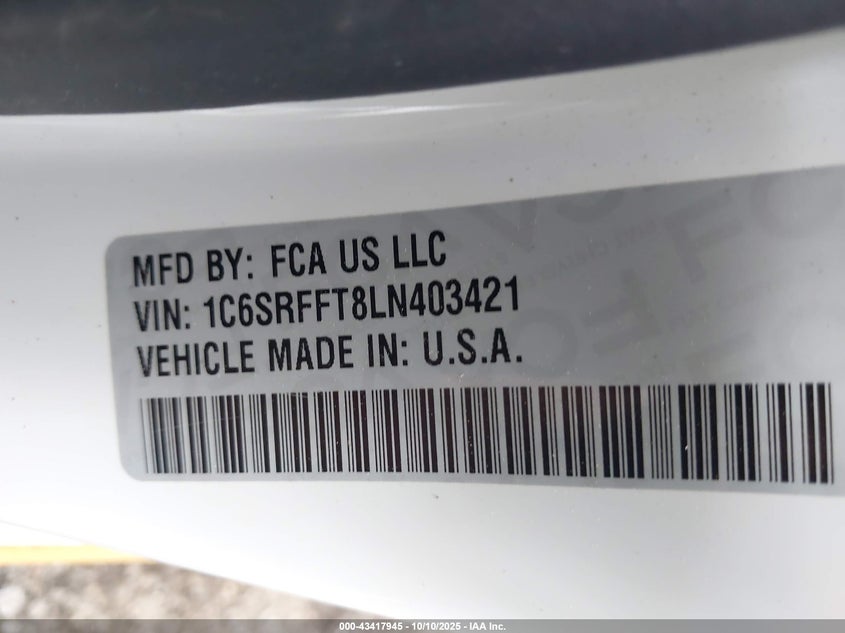 MFD BY: FCA US LLC
VIN: 1C6SRFFT8LN403421
VEHICLE MADE IN: U.S.A.
000-43417945 - 10/10/2025 - IAA Inc.